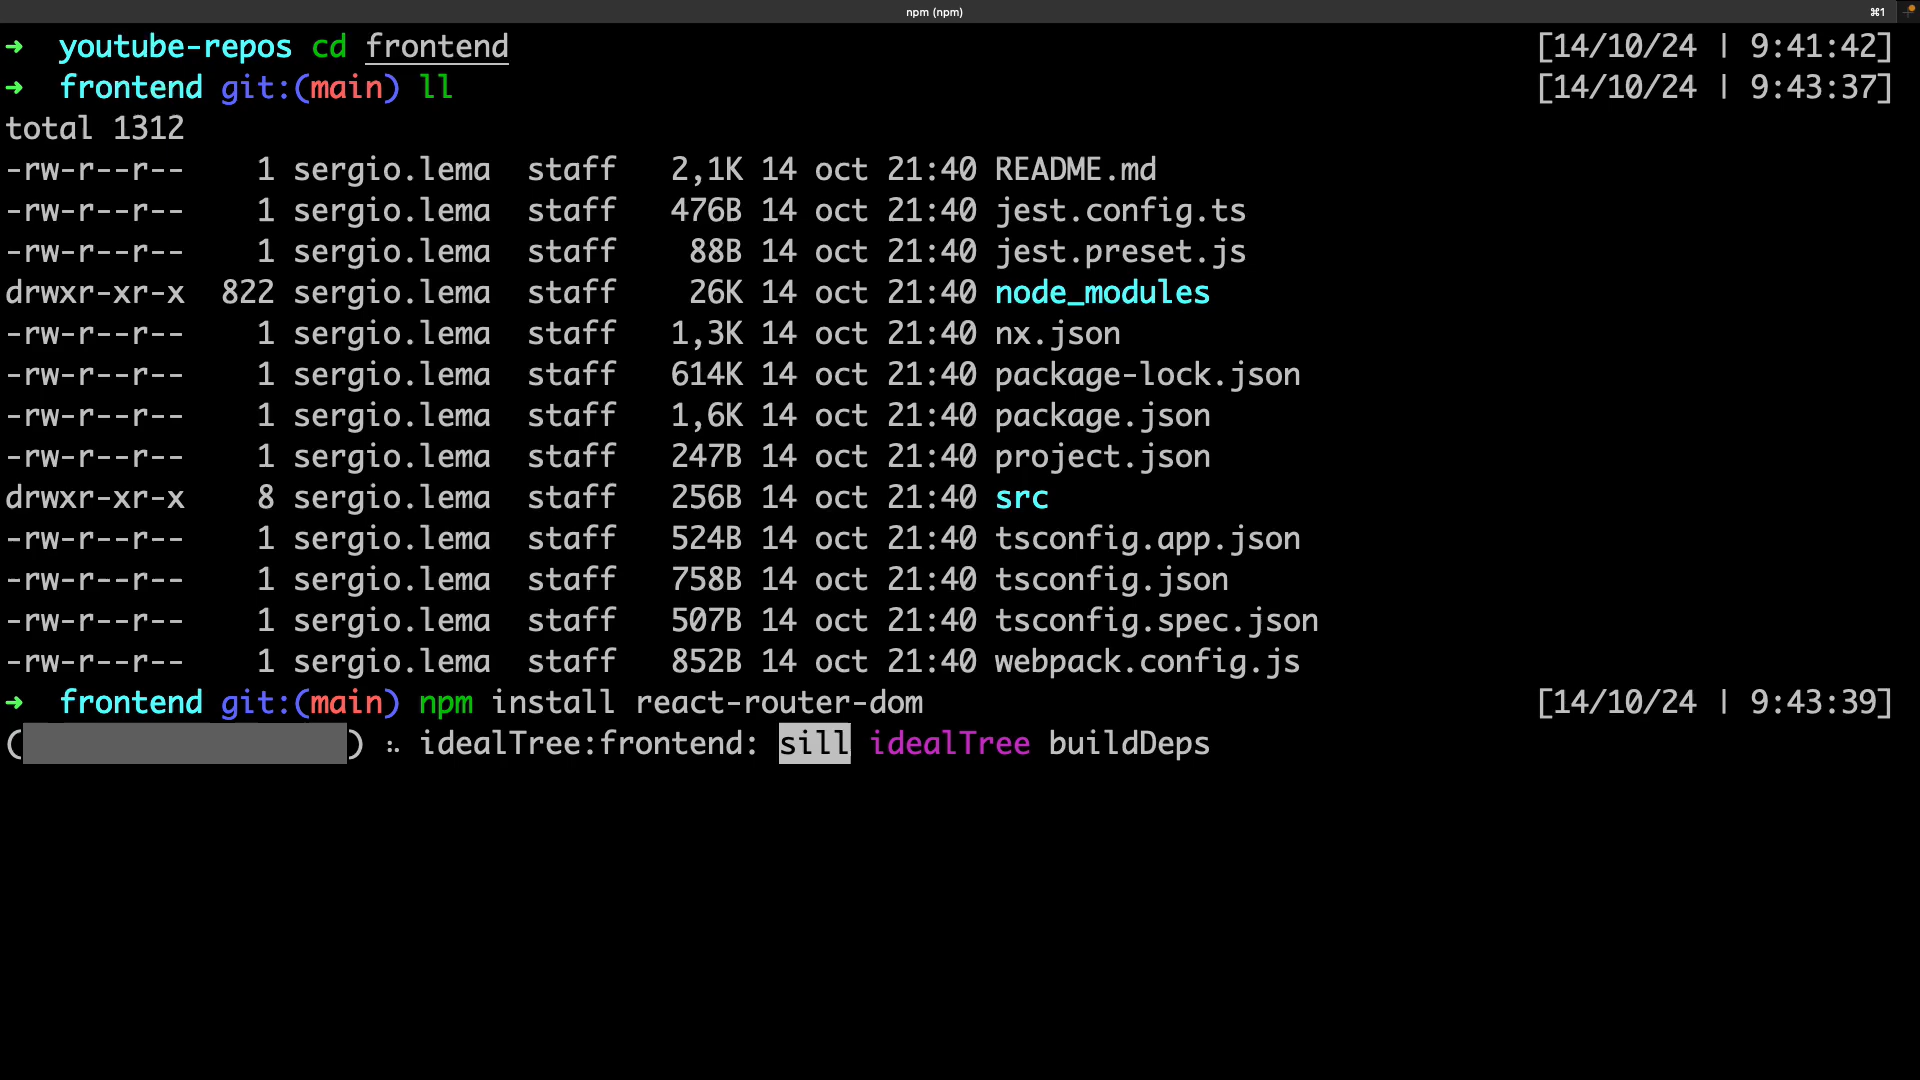 npm (npm) ⌘1
➜ youtube-repos cd frontend [14/10/24 | 9:41:42]
➜ frontend git:(main) ll [14/10/24 | 9:43:37]
total 1312
-rw-r--r-- 1 sergio.lema staff 2,1K 14 oct 21:40 README.md
-rw-r--r-- 1 sergio.lema staff 476B 14 oct 21:40 jest.config.ts
-rw-r--r-- 1 sergio.lema staff 88B 14 oct 21:40 jest.preset.js
drwxr-xr-x 822 sergio.lema staff 26K 14 oct 21:40 node_modules
-rw-r--r-- 1 sergio.lema staff 1,3K 14 oct 21:40 nx.json
-rw-r--r-- 1 sergio.lema staff 614K 14 oct 21:40 package-lock.json
-rw-r--r-- 1 sergio.lema staff 1,6K 14 oct 21:40 package.json
-rw-r--r-- 1 sergio.lema staff 247B 14 oct 21:40 project.json
drwxr-xr-x 8 sergio.lema staff 256B 14 oct 21:40 src
-rw-r--r-- 1 sergio.lema staff 524B 14 oct 21:40 tsconfig.app.json
-rw-r--r-- 1 sergio.lema staff 758B 14 oct 21:40 tsconfig.json
-rw-r--r-- 1 sergio.lema staff 507B 14 oct 21:40 tsconfig.spec.json
-rw-r--r-- 1 sergio.lema staff 852B 14 oct 21:40 webpack.config.js
➜ frontend git:(main) npm install react-router-dom [14/10/24 | 9:43:39]
( ) ⠦ idealTree:frontend: sill idealTree buildDeps